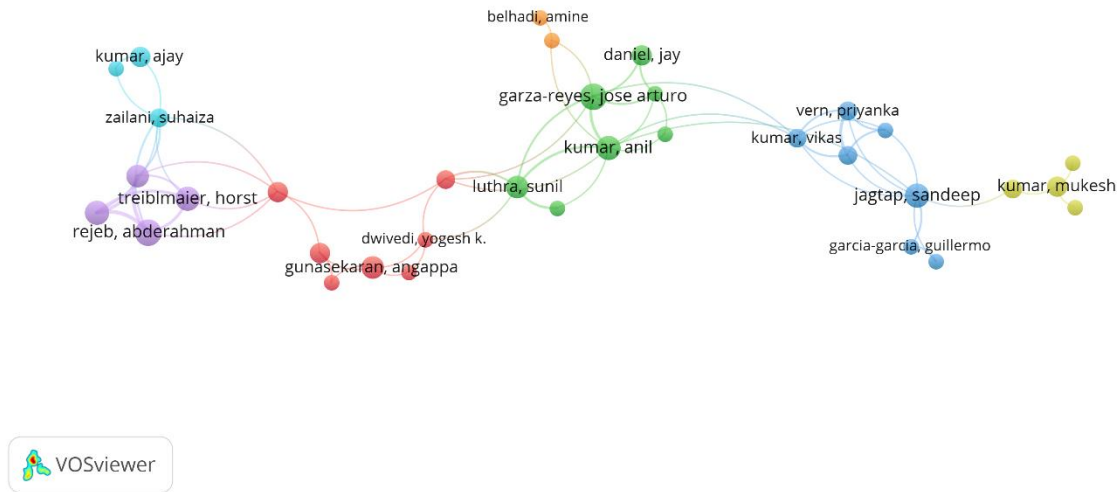 belhadi, amine
kumar, ajay
daniel, jay
garza-reyes, jose arturo
zailani, suhaiza
vern, priyanka
kumar, vikas
kumar, anil
luthra, sunil
kumar, mukesh
treiblmaier, horst
jagtap, sandeep
rejeb, abderahman
dwivedi, yogesh k.
garcia-garcia, guillermo
gunasekaran, angappa
VOSviewer